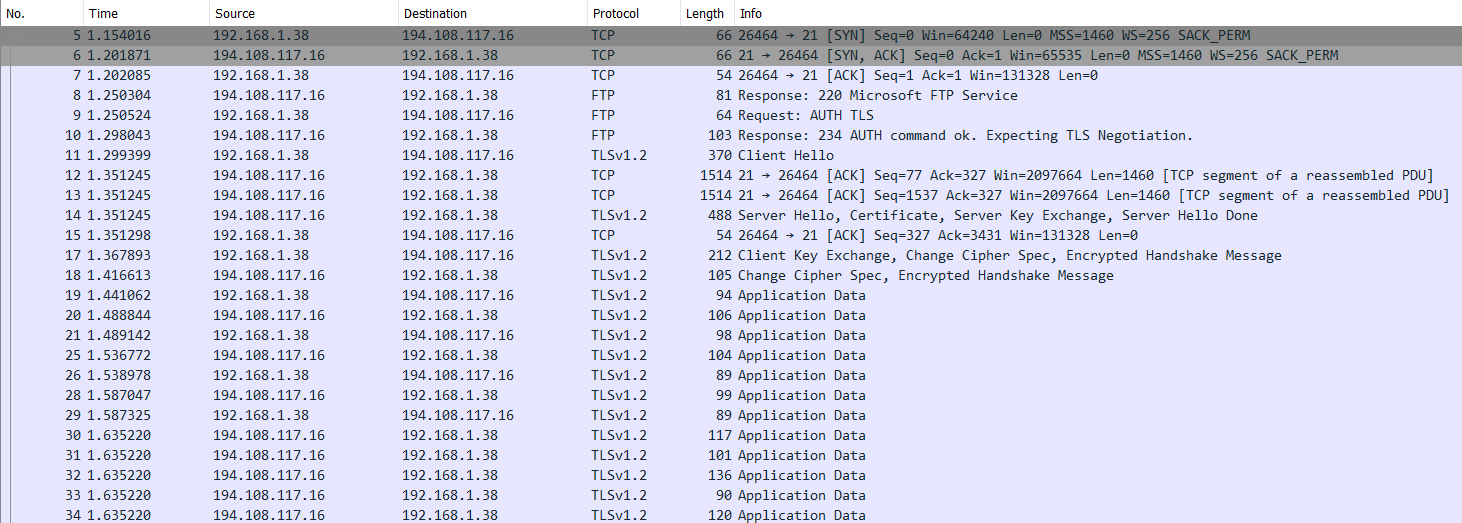 No. Time Source Destination Protocol Length Info
5 1.154016 192.168.1.38 194.108.117.16 TCP 66 26464 → 21 [SYN] Seq=0 Win=64240 Len=0 MSS=1460 WS=256 SACK_PERM
6 1.201871 194.108.117.16 192.168.1.38 TCP 66 21 → 26464 [SYN, ACK] Seq=0 Ack=1 Win=65535 Len=0 MSS=1460 WS=256 SACK_PERM
7 1.202085 192.168.1.38 194.108.117.16 TCP 54 26464 → 21 [ACK] Seq=1 Ack=1 Win=131328 Len=0
8 1.250304 194.108.117.16 192.168.1.38 FTP 81 Response: 220 Microsoft FTP Service
9 1.250524 192.168.1.38 194.108.117.16 FTP 64 Request: AUTH TLS
10 1.298043 194.108.117.16 192.168.1.38 FTP 103 Response: 234 AUTH command ok. Expecting TLS Negotiation.
11 1.299399 192.168.1.38 194.108.117.16 TLSv1.2 370 Client Hello
12 1.351245 194.108.117.16 192.168.1.38 TCP 1514 21 → 26464 [ACK] Seq=77 Ack=327 Win=2097664 Len=1460 [TCP segment of a reassembled PDU]
13 1.351245 194.108.117.16 192.168.1.38 TCP 1514 21 → 26464 [ACK] Seq=1537 Ack=327 Win=2097664 Len=1460 [TCP segment of a reassembled PDU]
14 1.351245 194.108.117.16 192.168.1.38 TLSv1.2 488 Server Hello, Certificate, Server Key Exchange, Server Hello Done
15 1.351298 192.168.1.38 194.108.117.16 TCP 54 26464 → 21 [ACK] Seq=327 Ack=3431 Win=131328 Len=0
17 1.367893 192.168.1.38 194.108.117.16 TLSv1.2 212 Client Key Exchange, Change Cipher Spec, Encrypted Handshake Message
18 1.416613 194.108.117.16 192.168.1.38 TLSv1.2 105 Change Cipher Spec, Encrypted Handshake Message
19 1.441062 192.168.1.38 194.108.117.16 TLSv1.2 94 Application Data
20 1.488844 194.108.117.16 192.168.1.38 TLSv1.2 106 Application Data
21 1.489142 192.168.1.38 194.108.117.16 TLSv1.2 98 Application Data
25 1.536772 194.108.117.16 192.168.1.38 TLSv1.2 104 Application Data
26 1.538978 192.168.1.38 194.108.117.16 TLSv1.2 89 Application Data
28 1.587047 194.108.117.16 192.168.1.38 TLSv1.2 99 Application Data
29 1.587325 192.168.1.38 194.108.117.16 TLSv1.2 89 Application Data
30 1.635220 194.108.117.16 192.168.1.38 TLSv1.2 117 Application Data
31 1.635220 194.108.117.16 192.168.1.38 TLSv1.2 101 Application Data
32 1.635220 194.108.117.16 192.168.1.38 TLSv1.2 136 Application Data
33 1.635220 194.108.117.16 192.168.1.38 TLSv1.2 90 Application Data
34 1.635220 194.108.117.16 192.168.1.38 TLSv1.2 120 Application Data